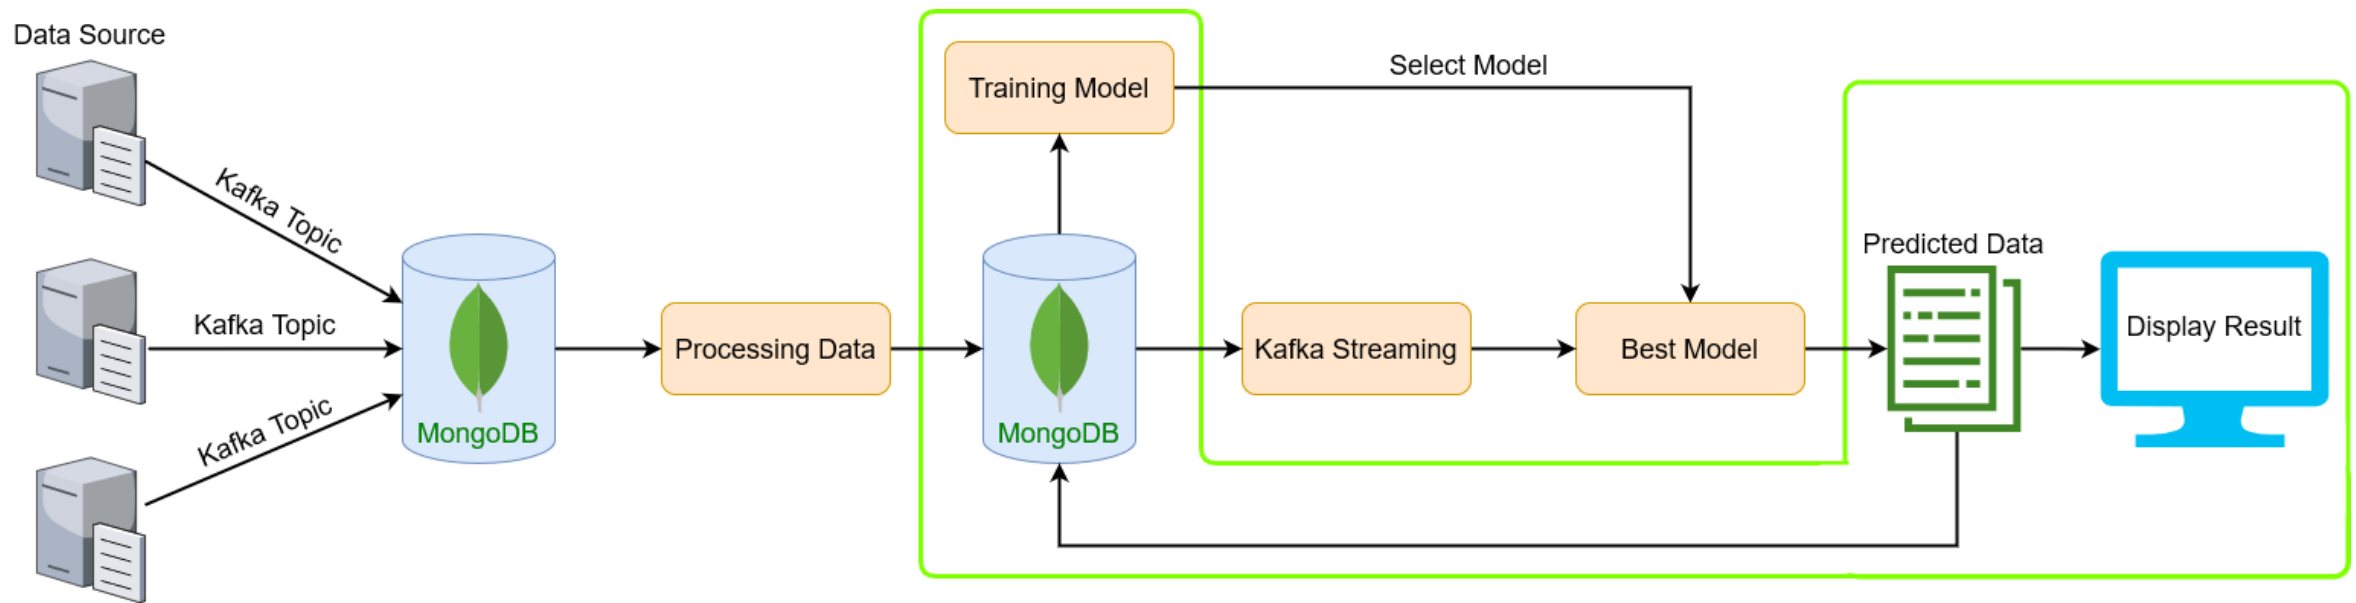 Data Source
Kafka Topic
Kafka Topic
Kafka Topic
MongoDB
Processing Data
Training Model
MongoDB
Select Model
Kafka Streaming
Best Model
Predicted Data
Display Result